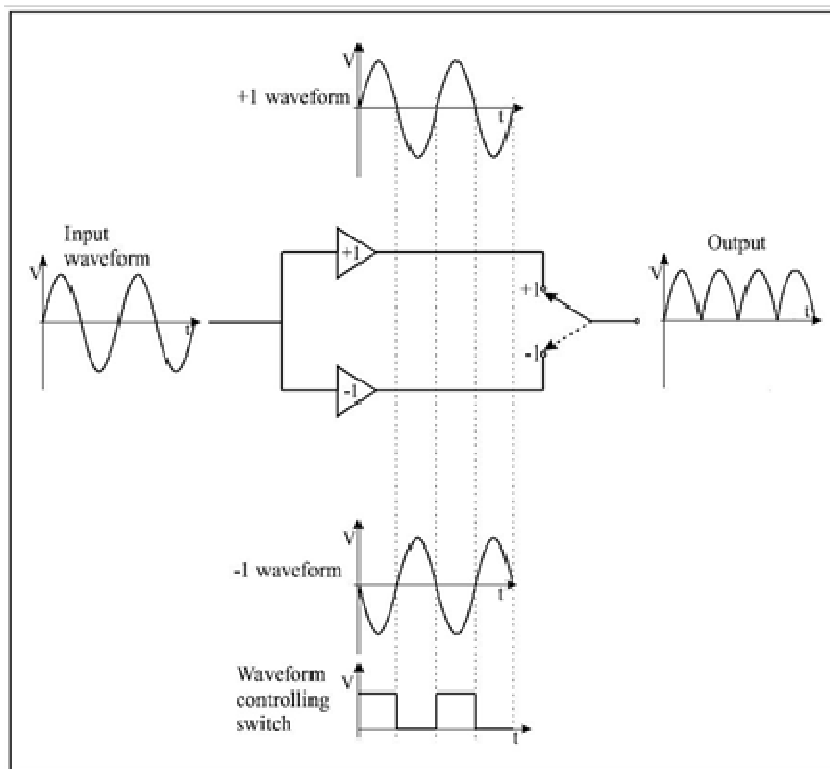 V
+1 waveform
t
Input
waveform
V
t
+1
+1
-1
-1
Output
V
t
V
-1 waveform
t
Waveform
controlling
switch
V
t